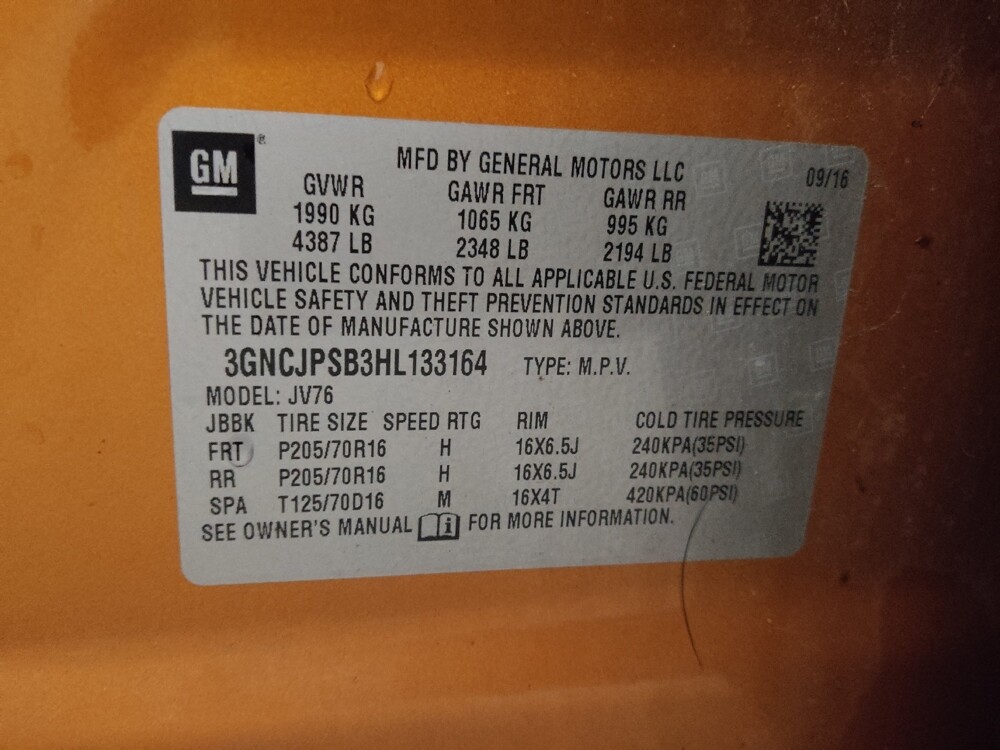 GM®
MFD BY GENERAL MOTORS LLC
09/16
GVWR GAWR FRT GAWR RR
1990 KG 1065 KG 995 KG
4387 LB 2348 LB 2194 LB
THIS VEHICLE CONFORMS TO ALL APPLICABLE U.S. FEDERAL MOTOR
VEHICLE SAFETY AND THEFT PREVENTION STANDARDS IN EFFECT ON
THE DATE OF MANUFACTURE SHOWN ABOVE.
3GNCJPSB3HL133164 TYPE: M.P.V.
MODEL: JV76
JBBK TIRE SIZE SPEED RTG RIM COLD TIRE PRESSURE
FRT P205/70R16 H 16X6.5J 240KPA(35PSI)
RR P205/70R16 H 16X6.5J 240KPA(35PSI)
SPA T125/70D16 M 16X4T 420KPA(60PSI)
SEE OWNER'S MANUAL i FOR MORE INFORMATION.